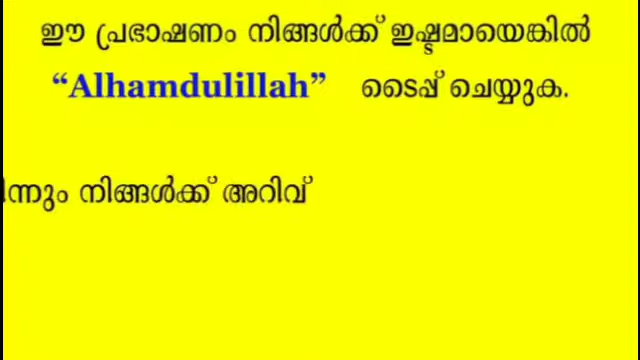 ഈ പ്രഭാഷണം നിങ്ങൾക്ക് ഇഷ്ടമായെങ്കിൽ
“Alhamdulillah” ടൈപ്പ് ചെയ്യുക.
നിങ്ങൾക്ക് അറിവ്